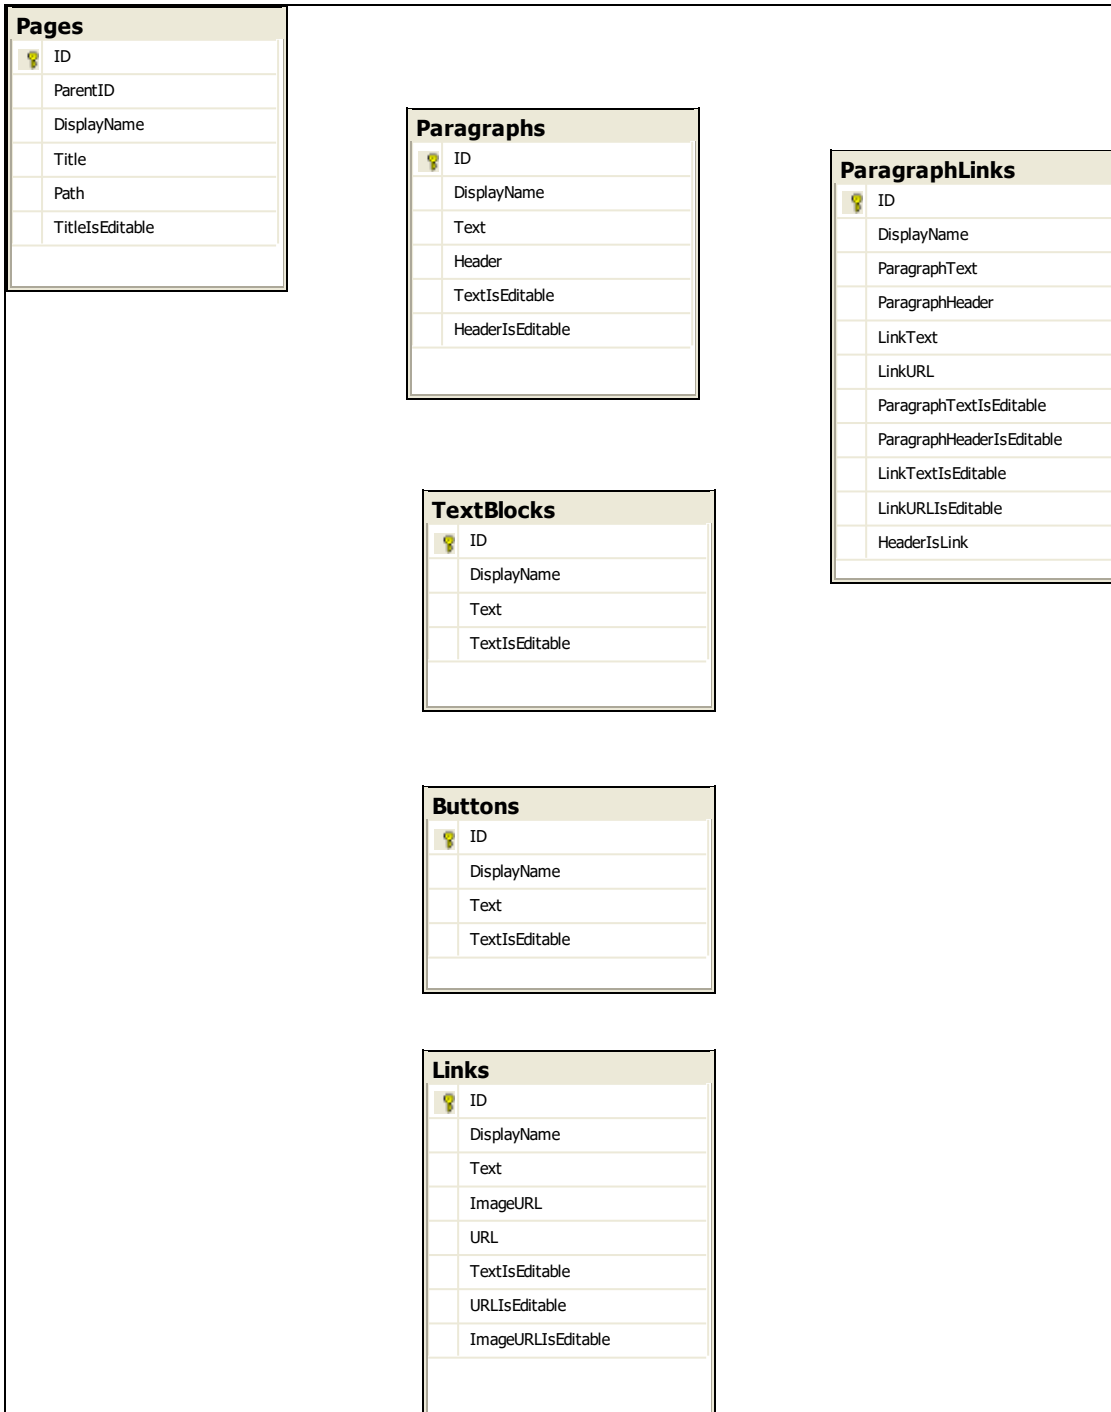 Pages
ID
ParentID
DisplayName
Title
Path
TitleIsEditable
Paragraphs
ID
DisplayName
Text
Header
TextIsEditable
HeaderIsEditable
ParagraphLinks
ID
DisplayName
ParagraphText
ParagraphHeader
LinkText
LinkURL
ParagraphTextIsEditable
ParagraphHeaderIsEditable
LinkTextIsEditable
LinkURLIsEditable
HeaderIsLink
TextBlocks
ID
DisplayName
Text
TextIsEditable
Buttons
ID
DisplayName
Text
TextIsEditable
Links
ID
DisplayName
Text
ImageURL
URL
TextIsEditable
URLIsEditable
ImageURLIsEditable